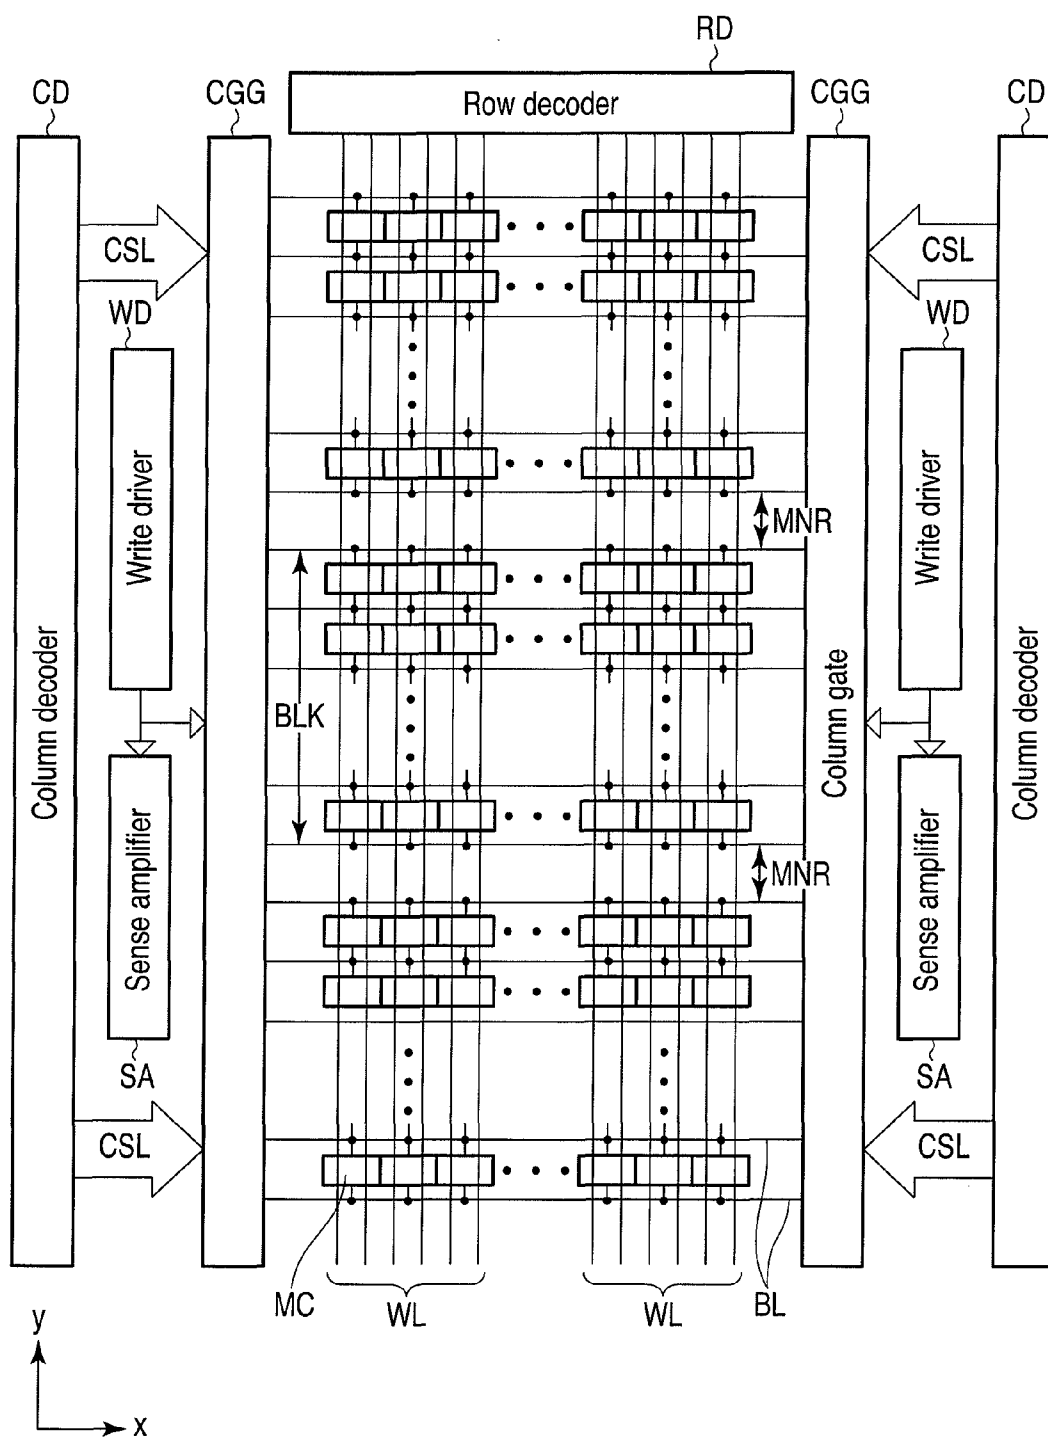 RD
CD
CGG
Row decoder
CGG
CD
CSL
CSL
WD
WD
Write driver
Write driver
MNR
Column decoder
BLK
Column gate
Column decoder
Sense amplifier
MNR
Sense amplifier
SA
SA
CSL
CSL
MC
WL
WL
BL
y
x